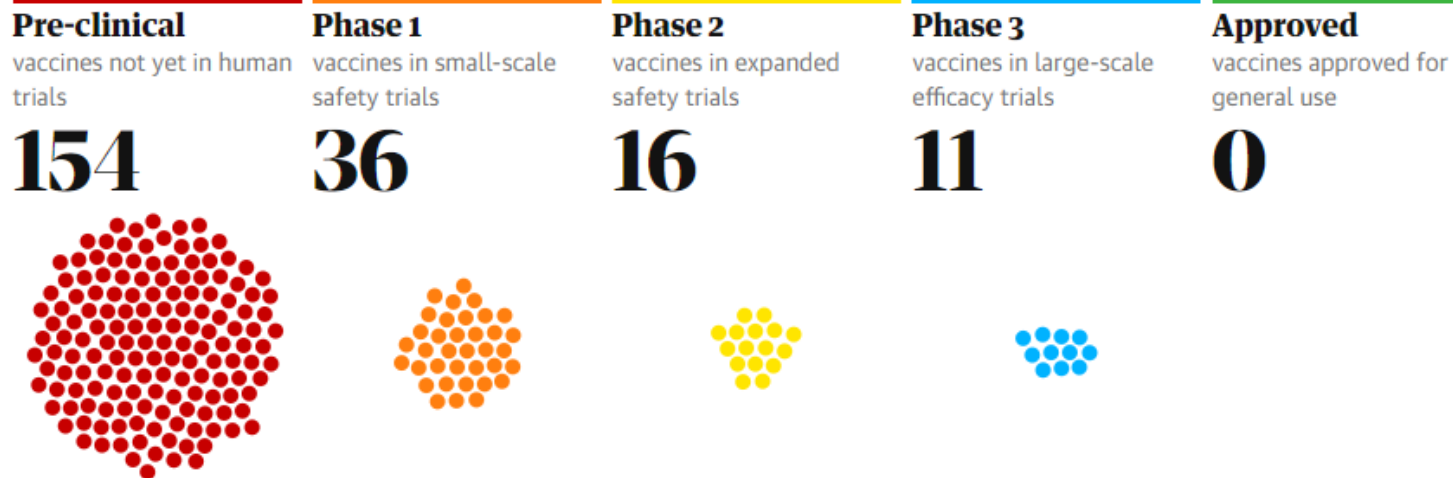 Pre-clinical
vaccines not yet in human
trials
154
Phase 1
vaccines in small-scale
safety trials
36
Phase 2
vaccines in expanded
safety trials
16
Phase 3
vaccines in large-scale
efficacy trials
11
Approved
vaccines approved for
general use
0